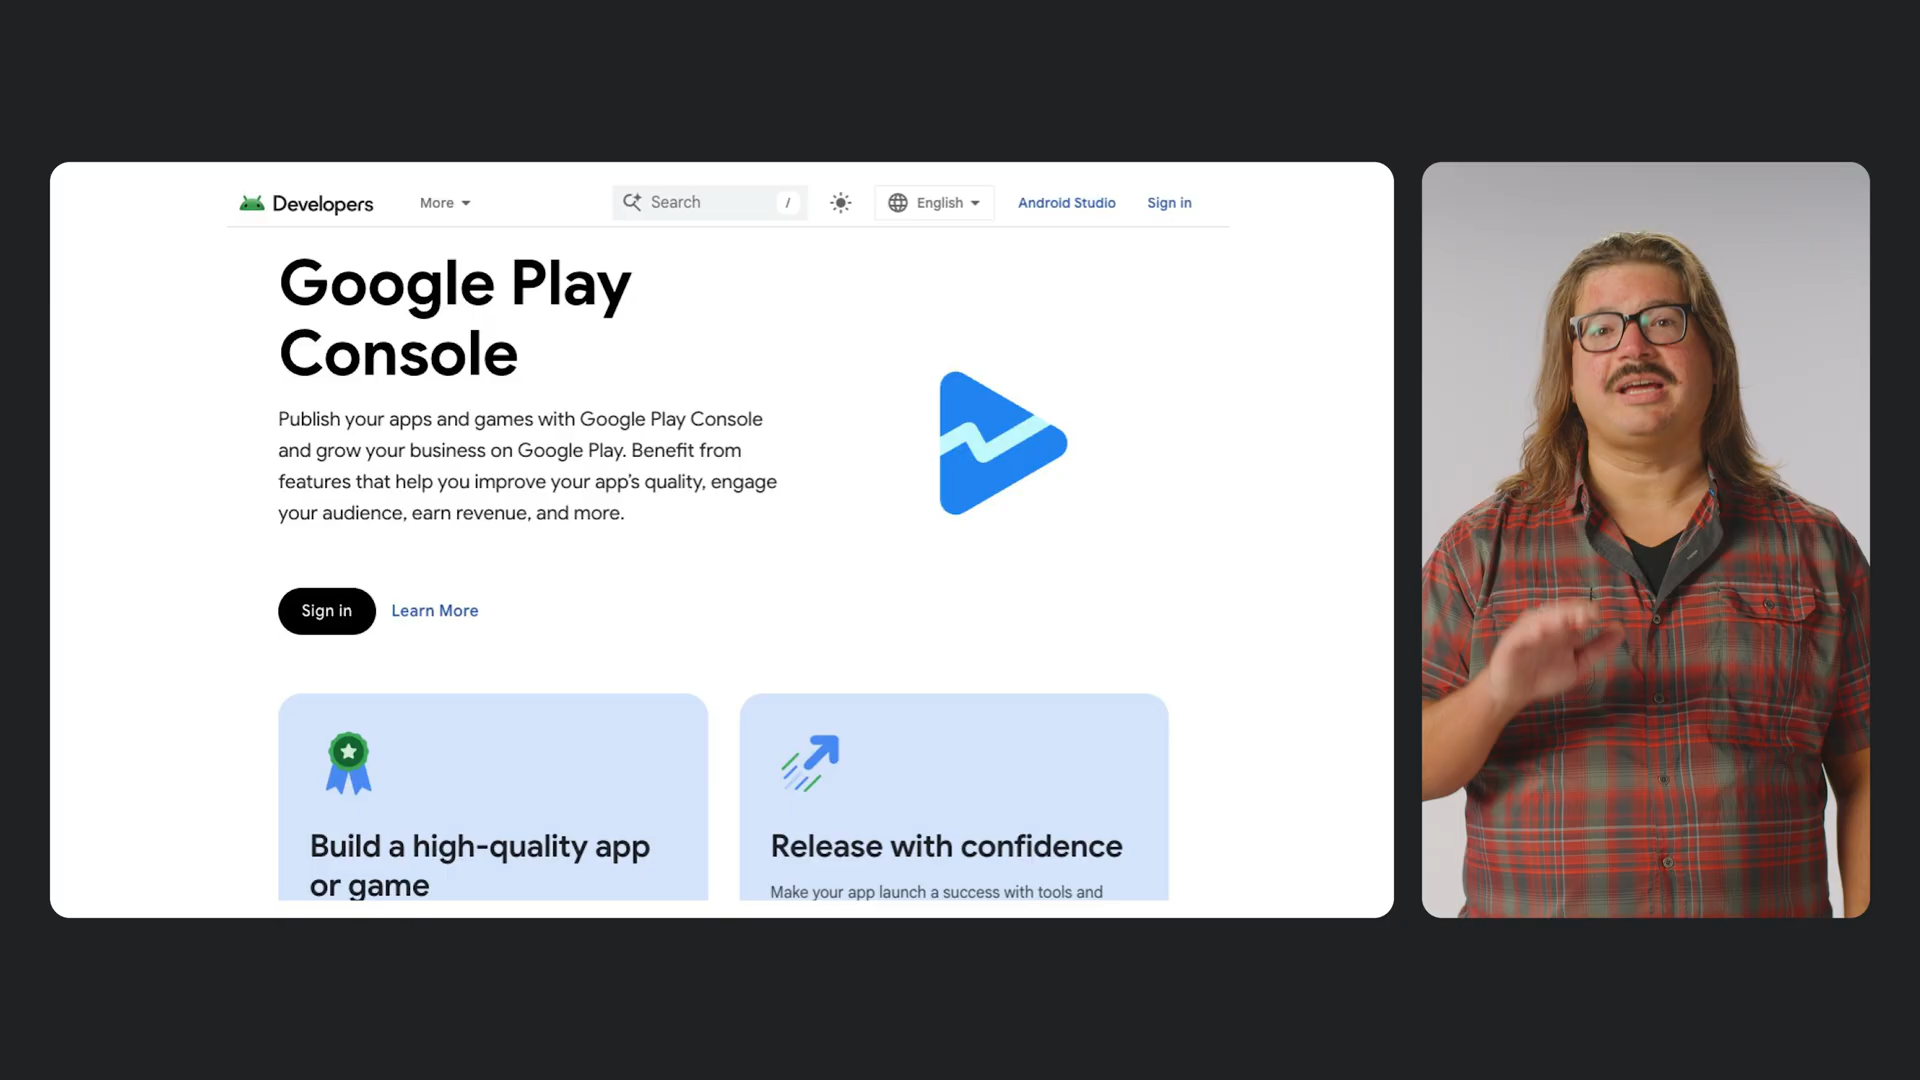 Developers More Search / English Android Studio Sign in
Google Play
Console
Publish your apps and games with Google Play Console
and grow your business on Google Play. Benefit from
features that help you improve your app's quality, engage
your audience, earn revenue, and more.
Sign in Learn More
Build a high-quality app
or game
Release with confidence
Make your app launch a success with tools and